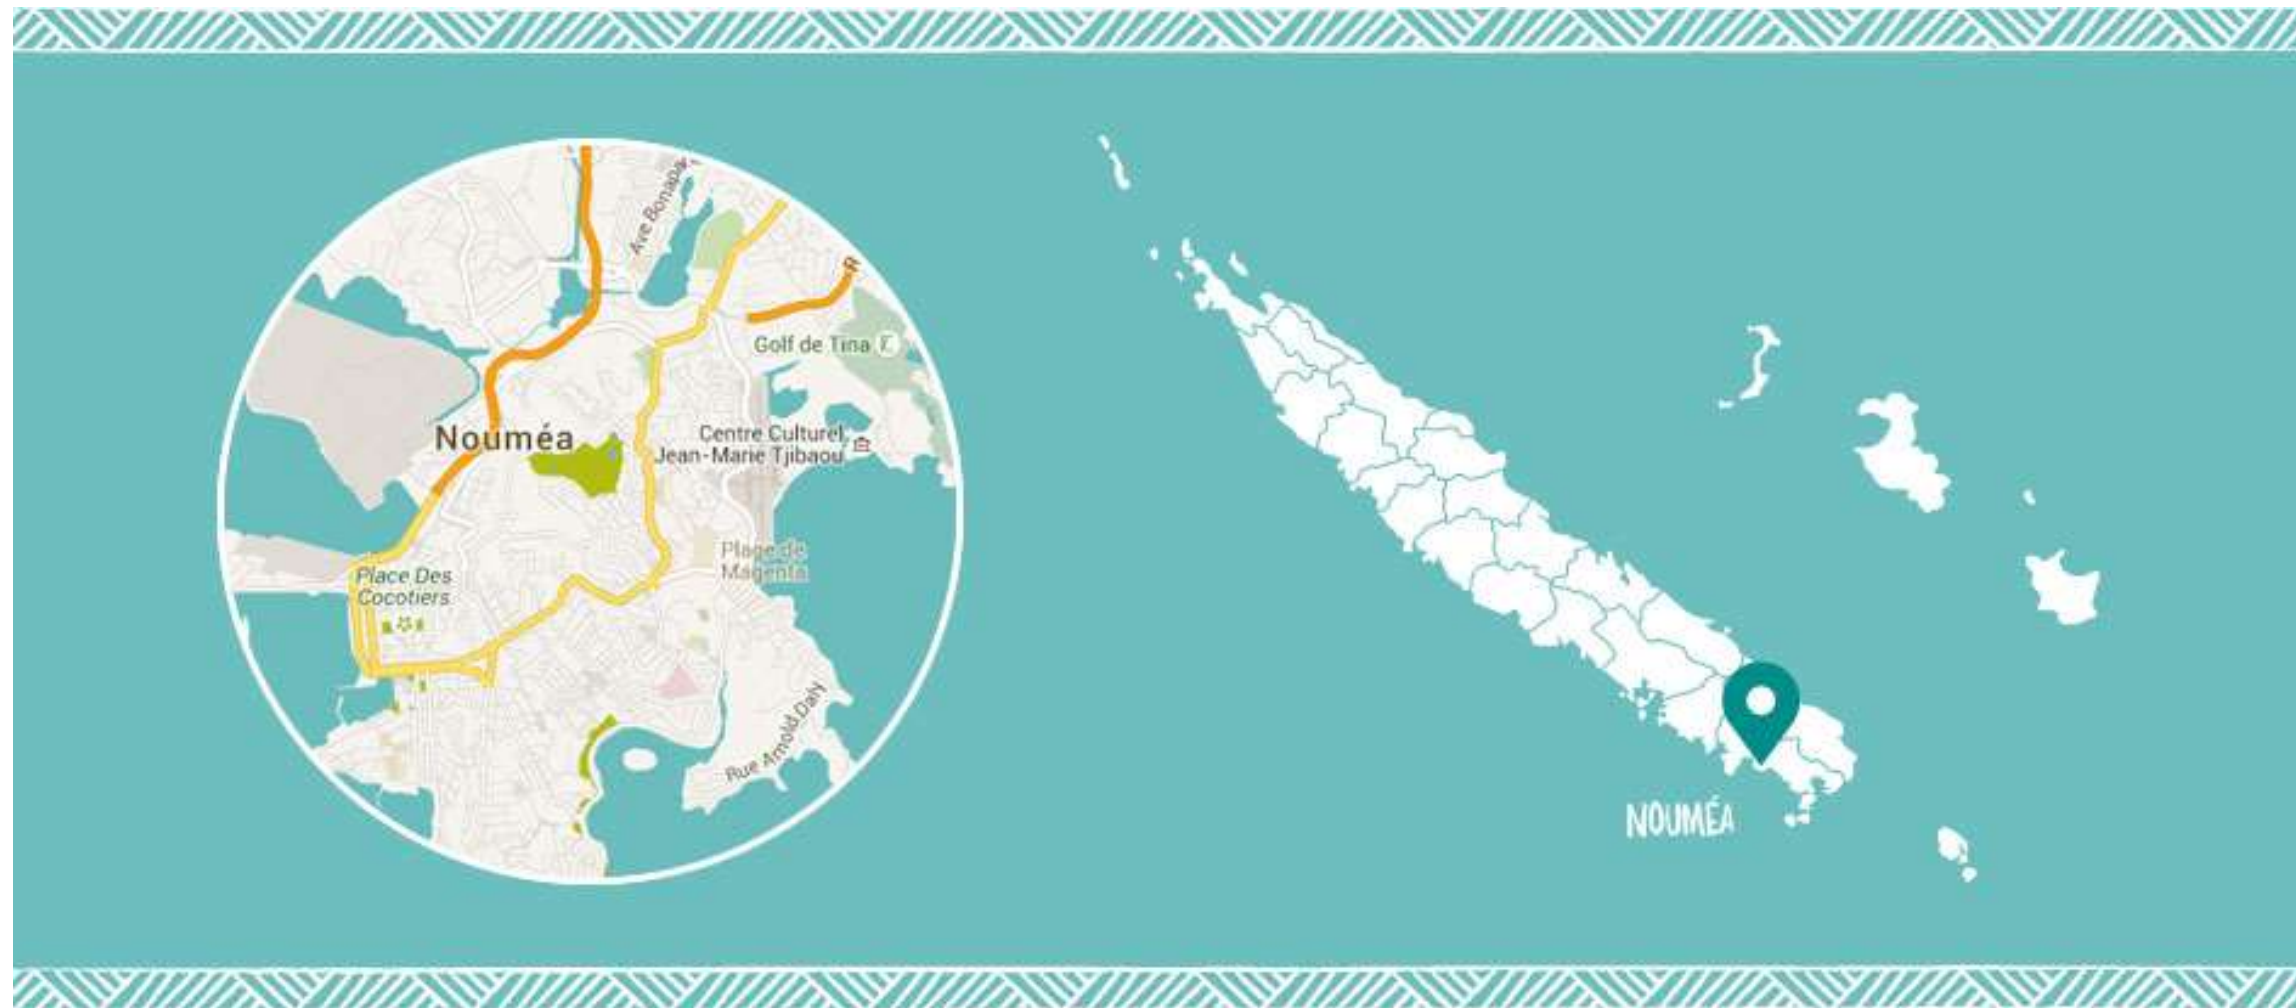 Ave Bonapar
Golf de Tina
Nouméa
Centre Culturel
Jean-Marie Tjibaou
Plage de
Magenta
Place Des
Cocotiers
Rue Arnold Daly
NOUMÉA